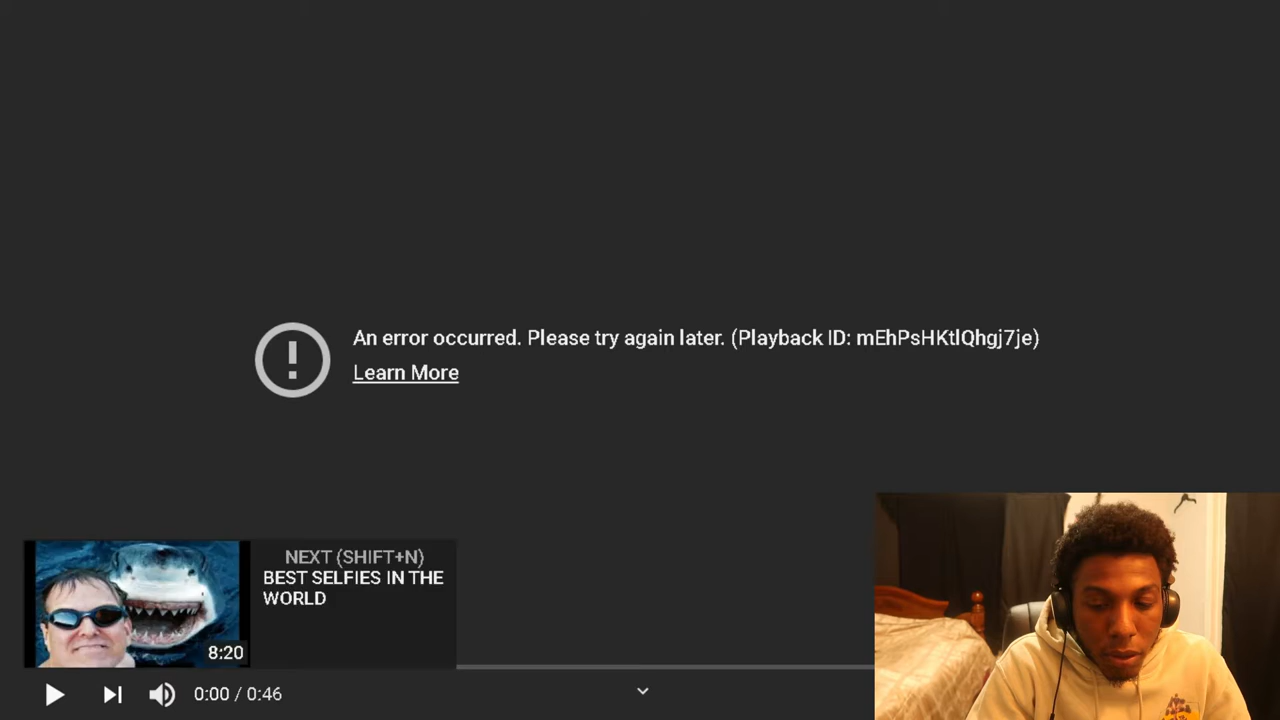 An error occurred. Please try again later. (Playback ID: mEhPsHKtlQhgj7je)
Learn More
NEXT (SHIFT+N)
BEST SELFIES IN THE
WORLD
8:20
0:00 / 0:46